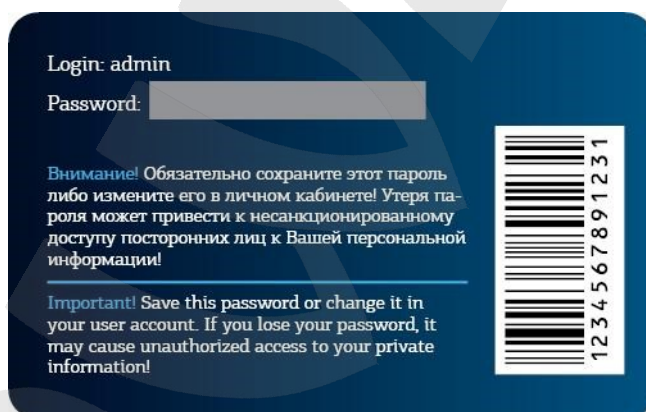 Login: admin
Password:
Внимание! Обязательно сохраните этот пароль
либо измените его в личном кабинете! Утеря па-
роля может привести к несанкционированному
доступу посторонних лиц к Вашей персональной
информации!
Important! Save this password or change it in
your user account. If you lose your password, it
may cause unauthorized access to your private
information!
1234567891231